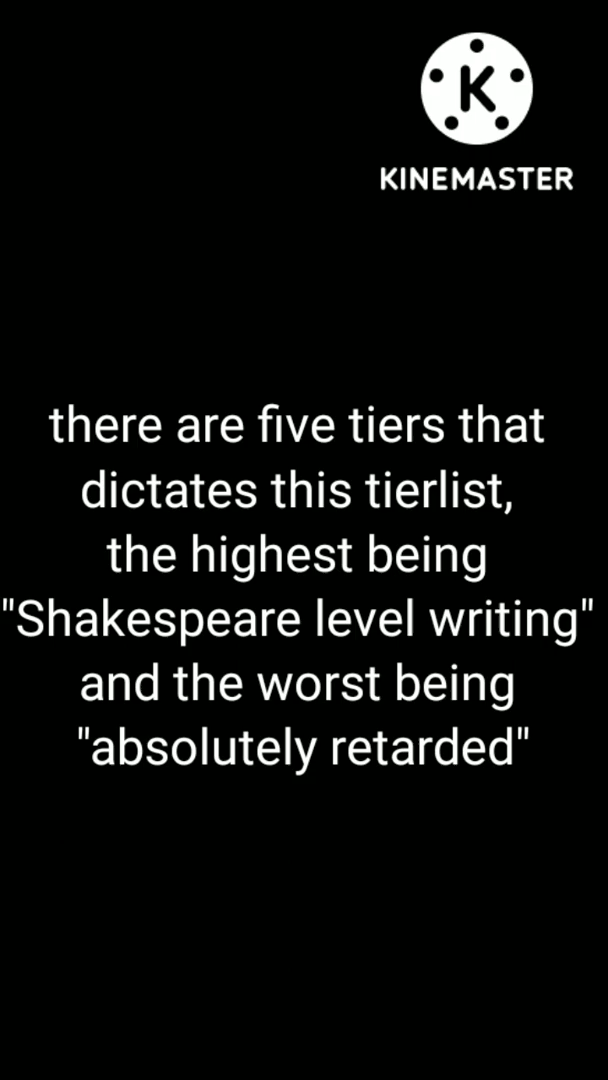 K
KINEMASTER
there are five tiers that
dictates this tierlist,
the highest being
"Shakespeare level writing"
and the worst being
"absolutely retarded"